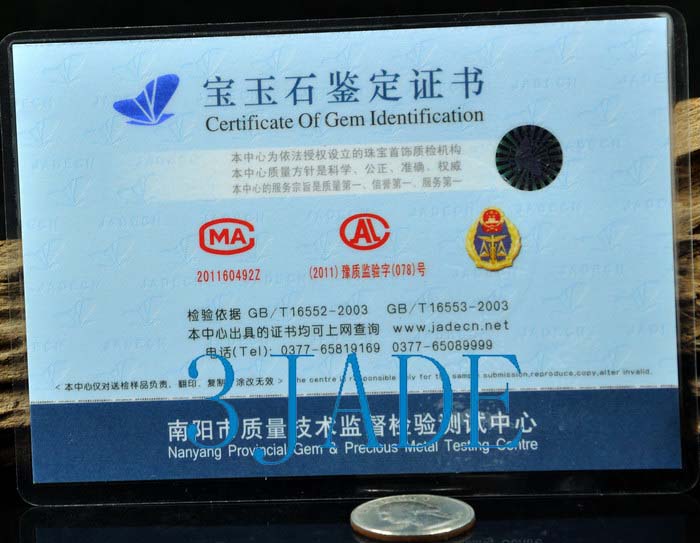 宝玉石鉴定证书
Certificate Of Gem Identification
本中心为依法授权设立的珠宝首饰质检机构
本中心质量方针是科学、公正、准确、权威
本中心的服务宗旨是质量第一、信誉第一、服务第一
MA
AL
201160492Z
(2011)豫质监验字(078)号
检验依据 GB/T16552-2003 GB/T16553-2003
本中心出具的证书均可上网查询 www.jadecn.net
电话(Tel): 0377-65819169 0377-65089999
<本中心仅对送检样品负责, 翻印、复制、涂改无效> The centre is responsible only for the sample submission,reproduce,copy,alter invalid.
3JADE
南阳市质量技术监督检验测试中心
Nanyang Provincial Gem & Precious Metal Testing Centre